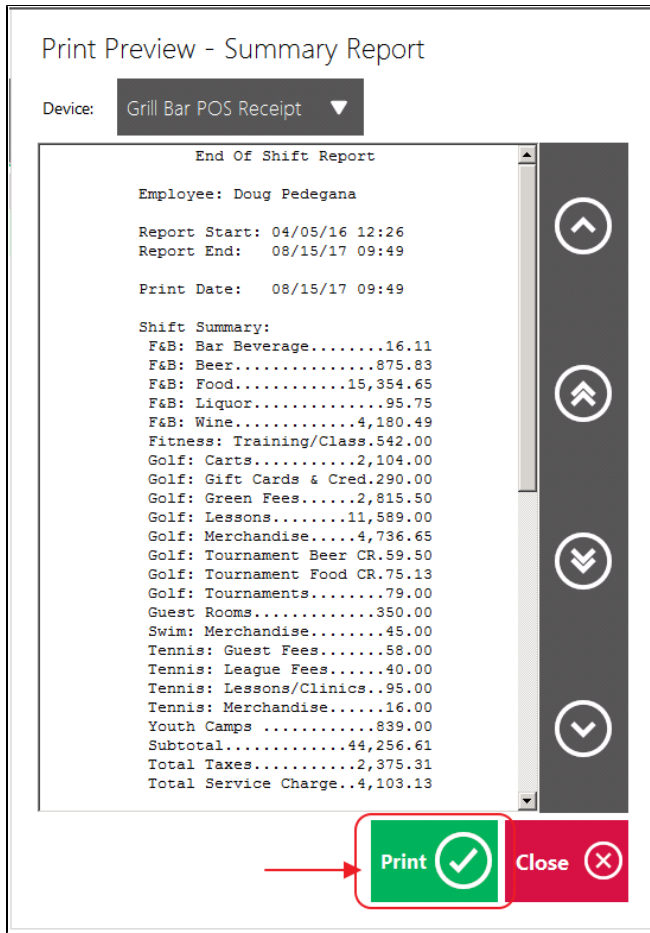 Print Preview - Summary Report
Device: Grill Bar POS Receipt
End Of Shift Report
Employee: Doug Pedegana
Report Start: 04/05/16 12:26
Report End: 08/15/17 09:49
Print Date: 08/15/17 09:49
Shift Summary:
F&B: Bar Beverage........16.11
F&B: Beer...............875.83
F&B: Food............15,354.65
F&B: Liquor..............95.75
F&B: Wine.............4,180.49
Fitness: Training/Class.542.00
Golf: Carts...........2,104.00
Golf: Gift Cards & Cred.290.00
Golf: Green Fees......2,815.50
Golf: Lessons........11,589.00
Golf: Merchandise.....4,736.65
Golf: Tournament Beer CR.59.50
Golf: Tournament Food CR.75.13
Golf: Tournaments........79.00
Guest Rooms.............350.00
Swim: Merchandise........45.00
Tennis: Guest Fees.......58.00
Tennis: League Fees......40.00
Tennis: Lessons/Clinics..95.00
Tennis: Merchandise......16.00
Youth Camps ............839.00
Subtotal.............44,256.61
Total Taxes...........2,375.31
Total Service Charge..4,103.13
Print Close